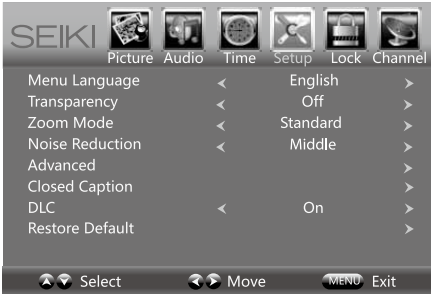 SEIKI
Picture Audio Time Setup Lock Channel
Menu Language English
Transparency Off
Zoom Mode Standard
Noise Reduction Middle
Advanced
Closed Caption
DLC On
Restore Default
Select Move MENU Exit